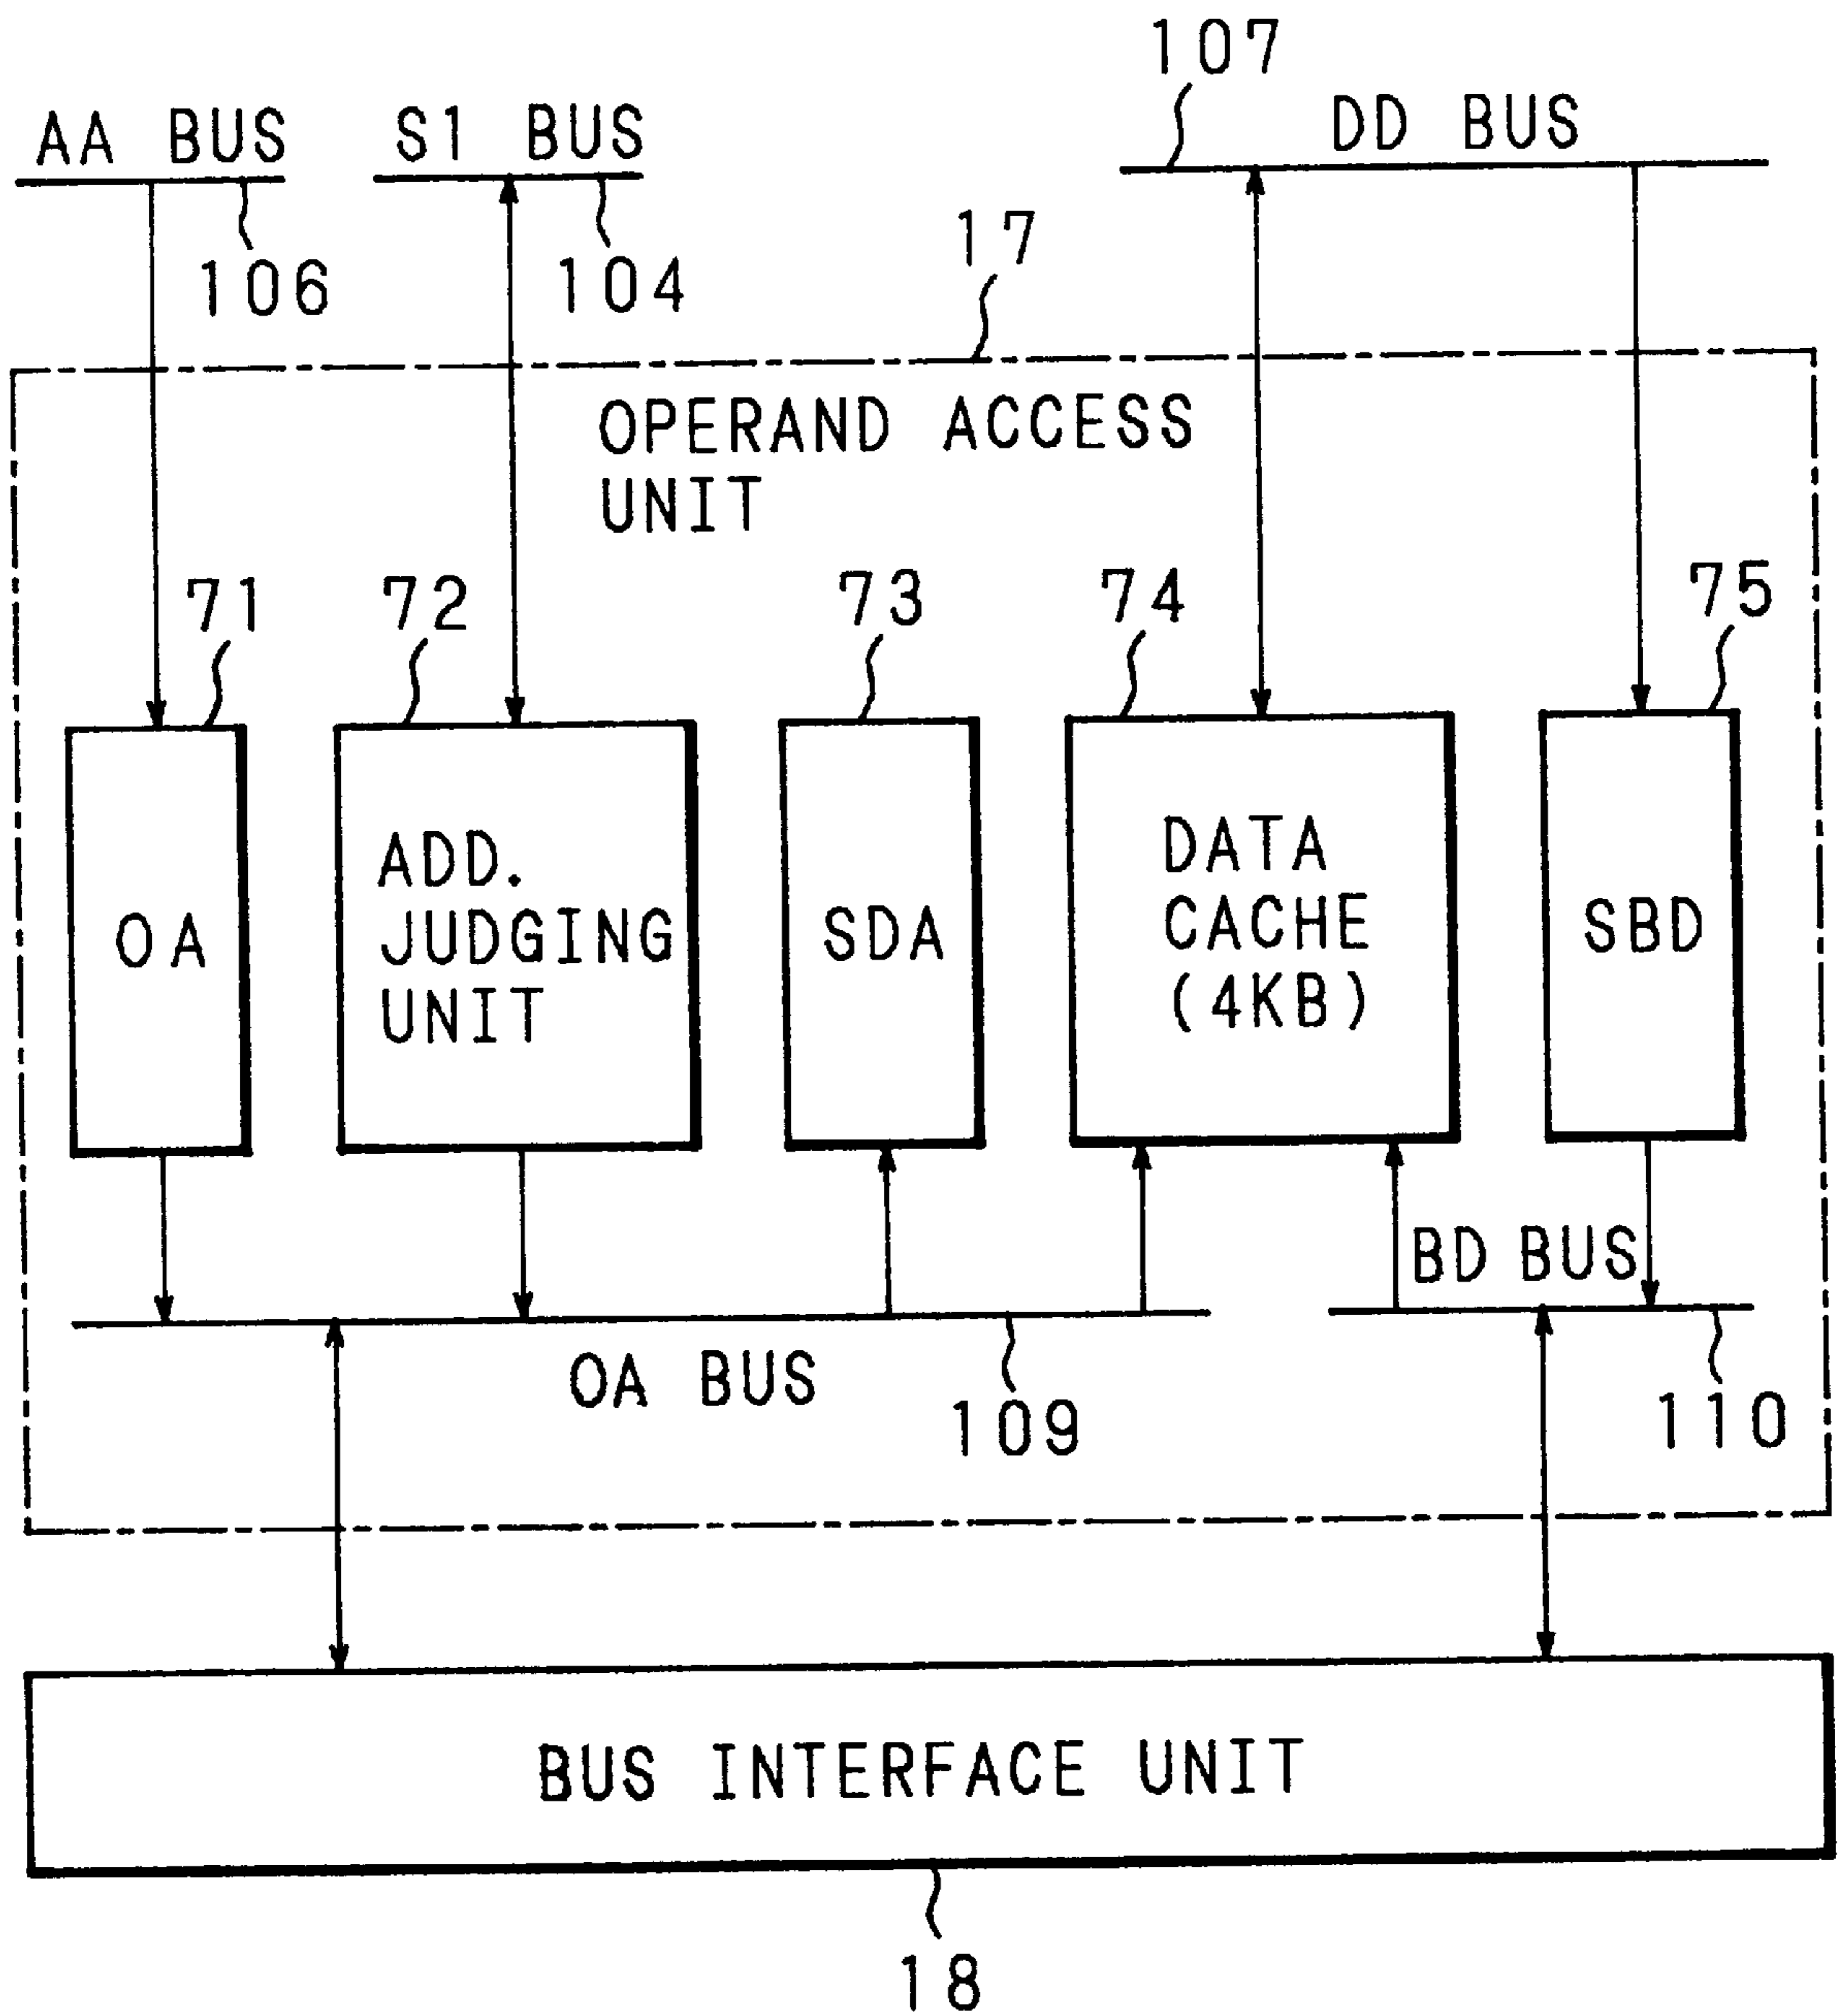 107
AA BUS
S1 BUS
DD BUS
106
104
17
OPERAND ACCESS
UNIT
71
72
73
74
75
OA
ADD.
JUDGING
UNIT
SDA
DATA
CACHE
(4KB)
SBD
BD BUS
OA BUS
109
110
BUS INTERFACE UNIT
18